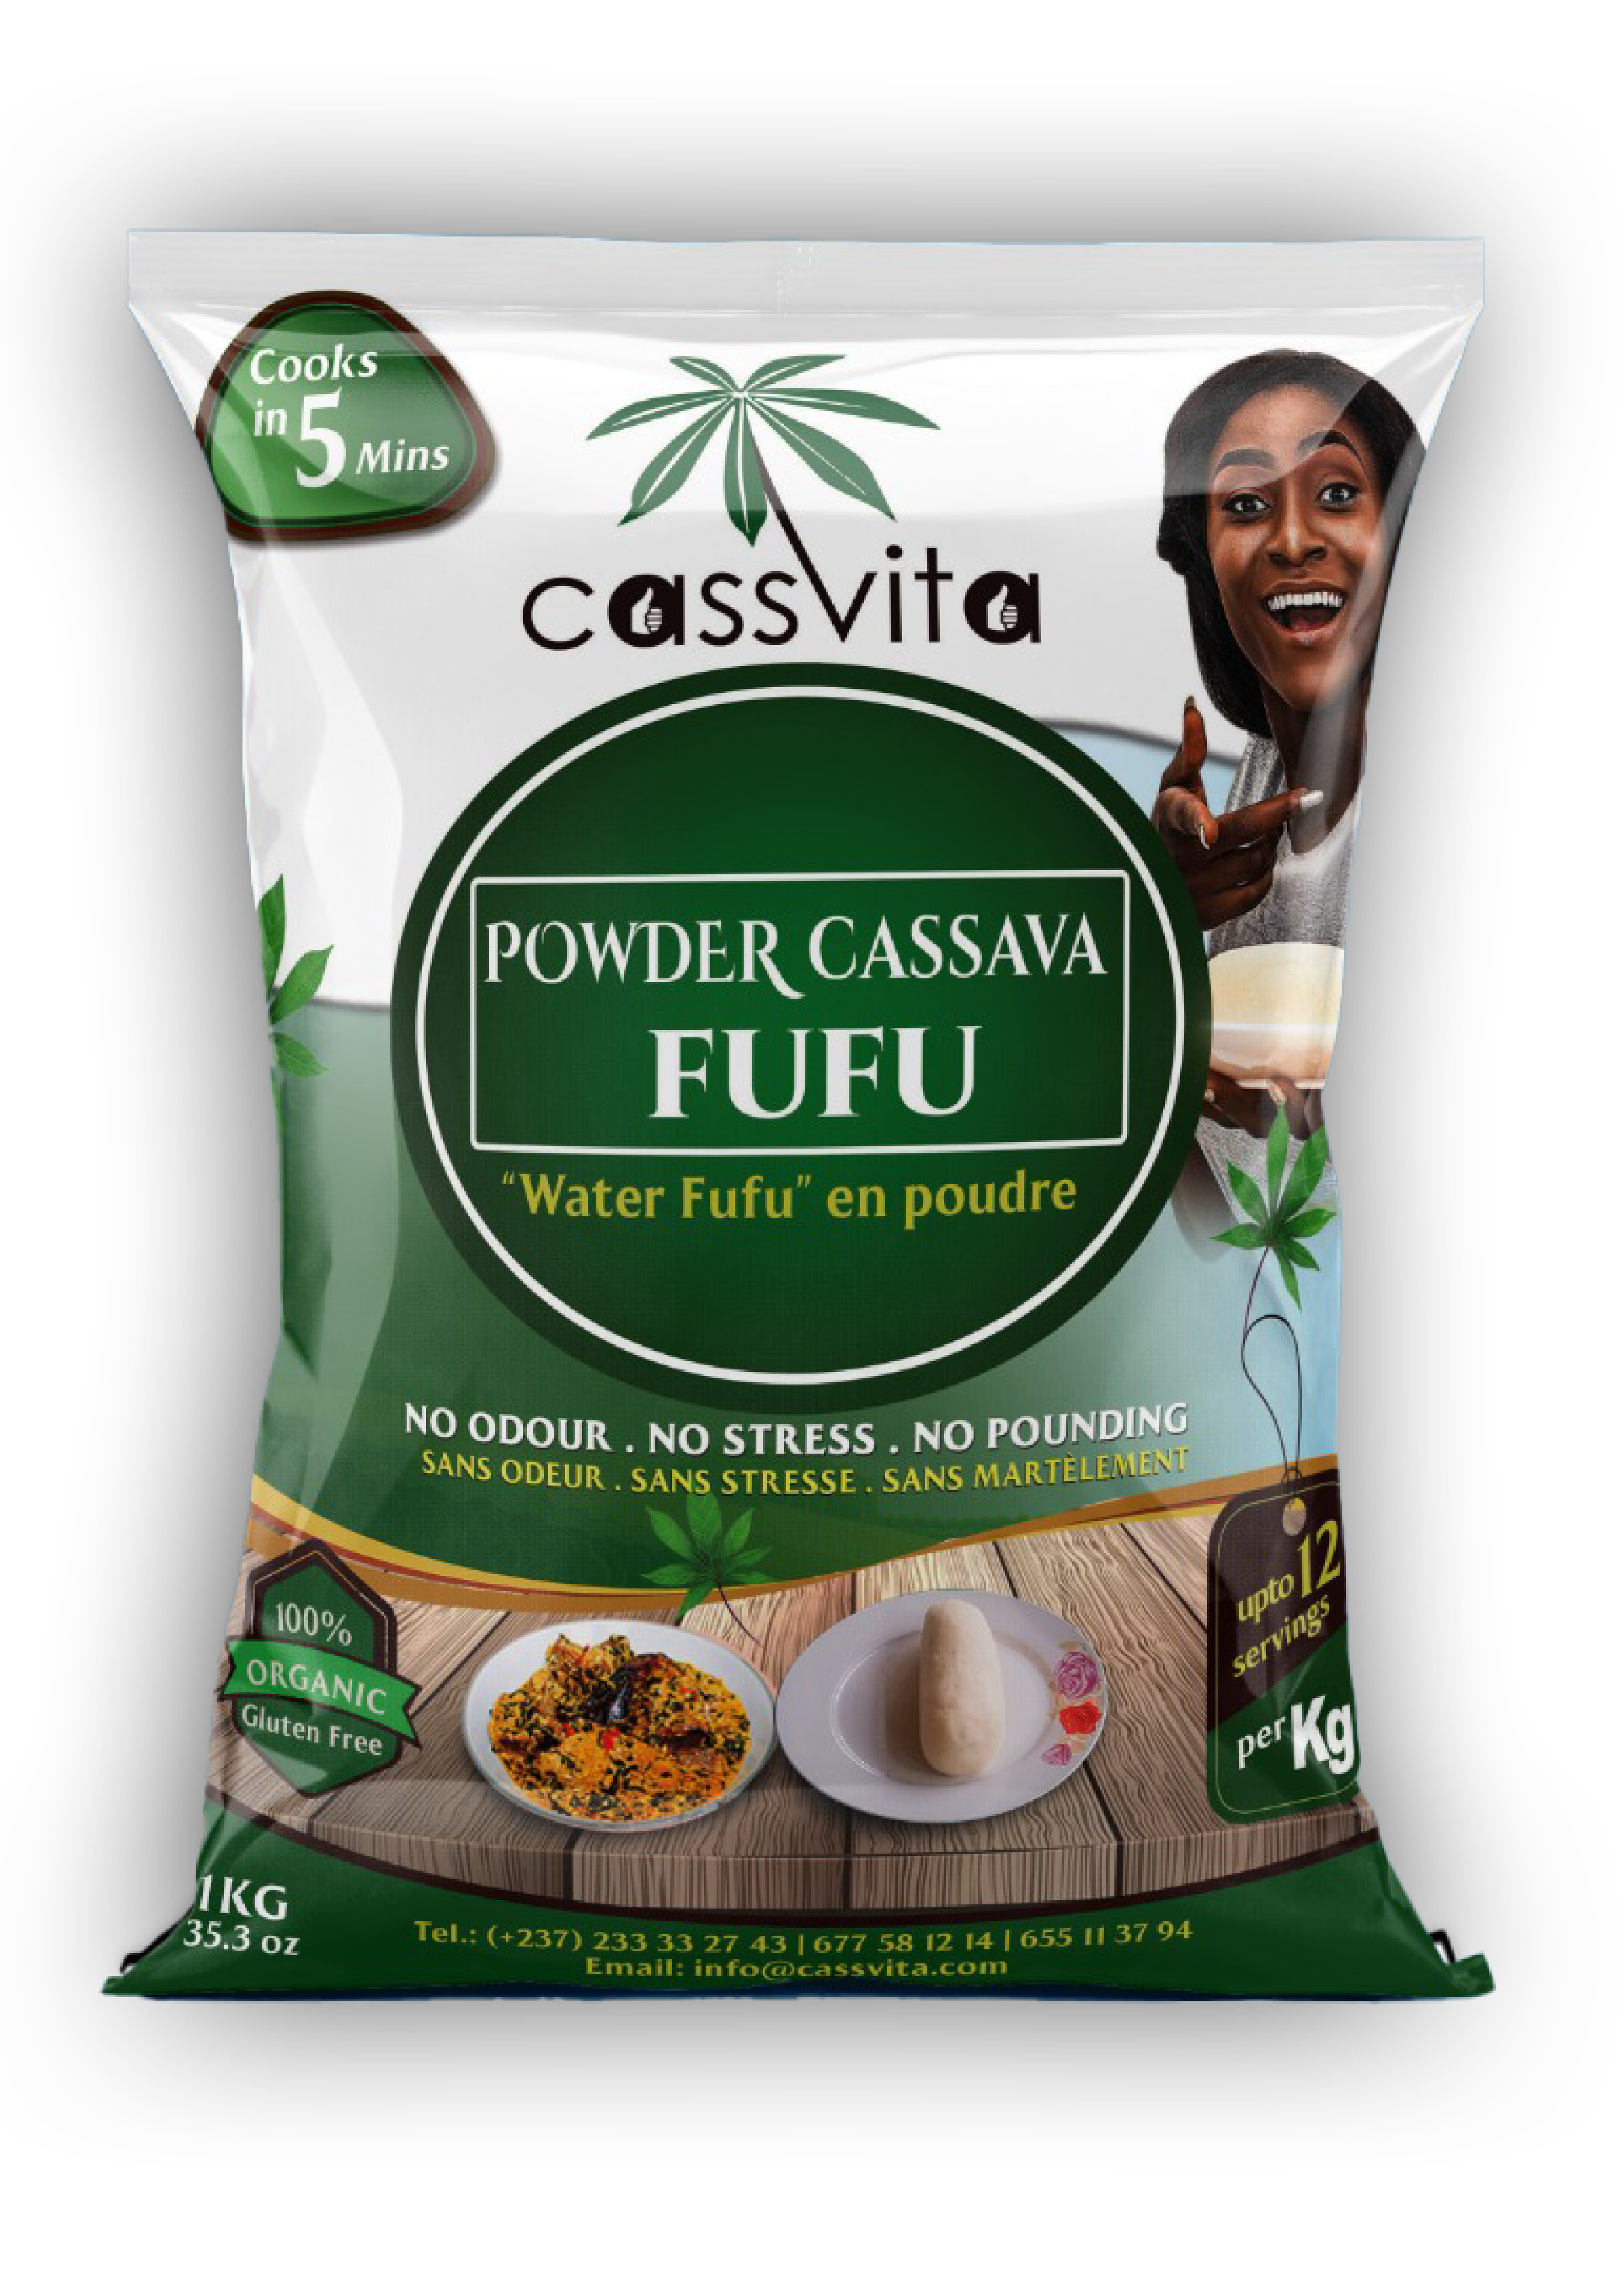 Cooks
in 5 Mins
cassvita
POWDER CASSAVA
FUFU
“Water Fufu” en poudre
NO ODOUR . NO STRESS . NO POUNDING
SANS ODEUR . SANS STRESSE . SANS MARTÈLEMENT
100%
ORGANIC
Gluten Free
upto 12
servings
per Kg
1KG
35.3 oz
Tel.: (+237) 233 33 27 43 | 677 58 12 14 | 655 11 37 94
Email: info@cassvita.com